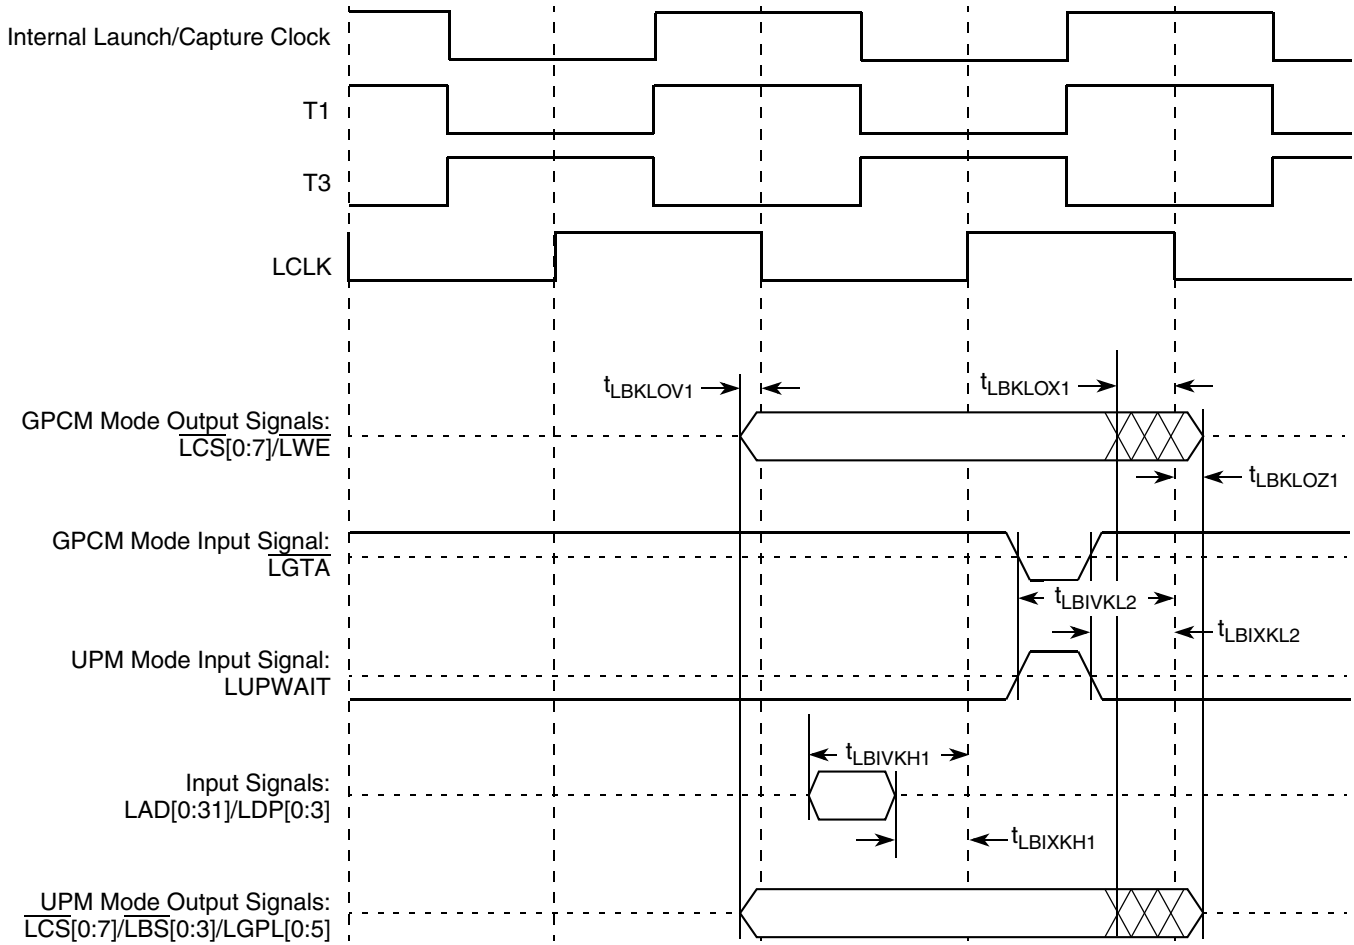 Internal Launch/Capture Clock
T1
T3
LCLK
tLBKLOV1
tLBKLOX1
GPCM Mode Output Signals:
LCS[0:7]/LWE
tLBKLOZ1
GPCM Mode Input Signal:
LGTA
tLBIVKL2
tLBIXKL2
UPM Mode Input Signal:
LUPWAIT
tLBIVKH1
Input Signals:
LAD[0:31]/LDP[0:3]
tLBIXKH1
UPM Mode Output Signals:
LCS[0:7]/LBS[0:3]/LGPL[0:5]